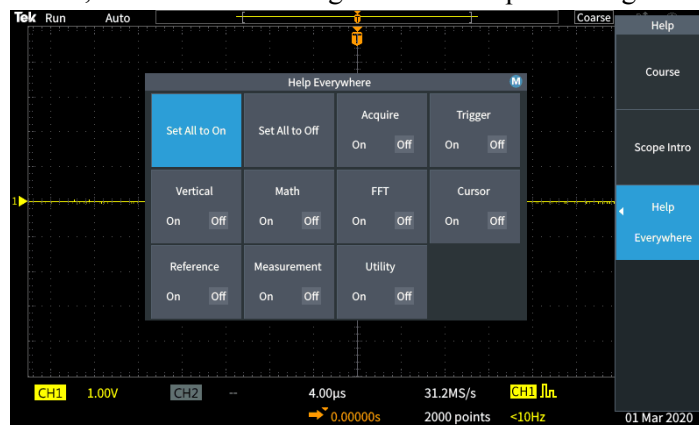 Tek Run Auto Coarse
T
T
Help
Help Everywhere M
Course
Set All to On Set All to Off Acquire Trigger
On Off On Off
Scope Intro
Vertical Math FFT Cursor
On Off On Off On Off On Off
1
Help
Everywhere
Reference Measurement Utility
On Off On Off On Off
CH1 1.00V CH2 -- 4.00µs 31.2MS/s CH1
0.00000s 2000 points <10Hz 01 Mar 2020